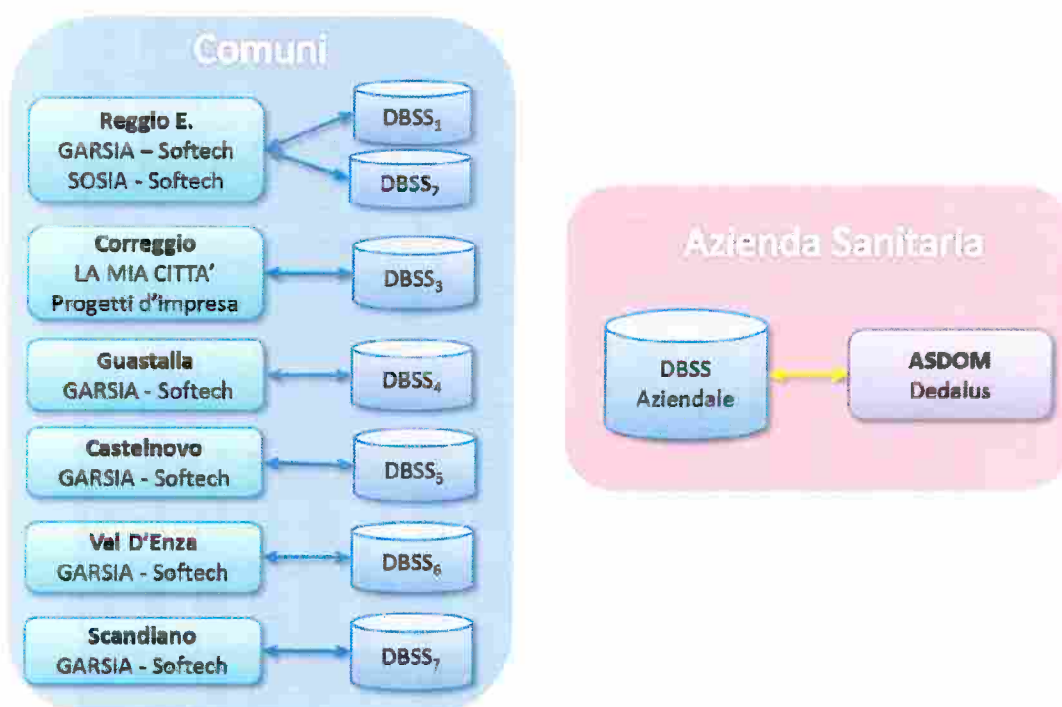 Comuni
Reggio E.
GARSIA – Softech
SOSIA - Softech
DBSS₁
DBSS₂
Correggio
LA MIA CITTA'
Progetti d'impresa
DBSS₃
Guastalla
GARSIA - Softech
DBSS₄
Castelnovo
GARSIA - Softech
DBSS₅
Val D'Enza
GARSIA - Softech
DBSS₆
Scandiano
GARSIA - Softech
DBSS₇
Azienda Sanitaria
DBSS
Aziendale
ASDOM
Dedalus